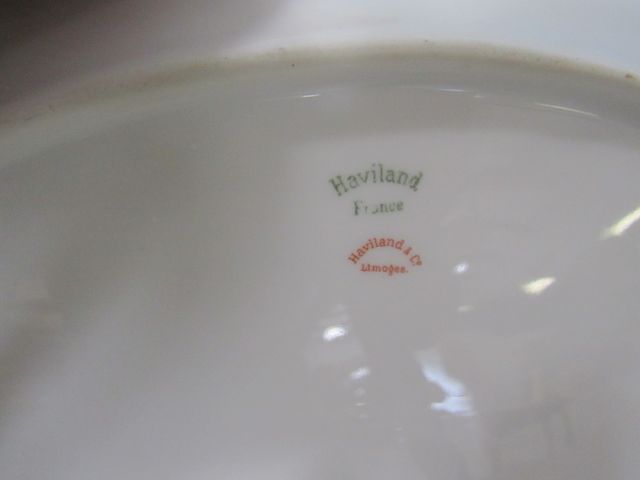 Haviland
France
Haviland & Co
Limoges.